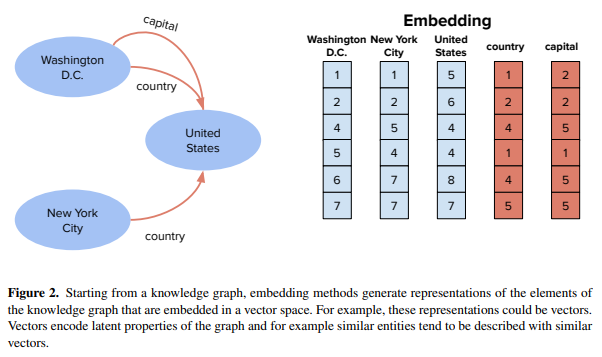 capital
Washington
D.C.
country
United
States
New York
City
country
Embedding
Washington D.C. New York City United States country capital
1 1 5 1 2
2 2 6 2 2
4 5 4 4 5
5 4 4 1 1
6 7 8 4 5
7 7 7 5 5
Figure 2. Starting from a knowledge graph, embedding methods generate representations of the elements of
the knowledge graph that are embedded in a vector space. For example, these representations could be vectors.
Vectors encode latent properties of the graph and for example similar entities tend to be described with similar
vectors.